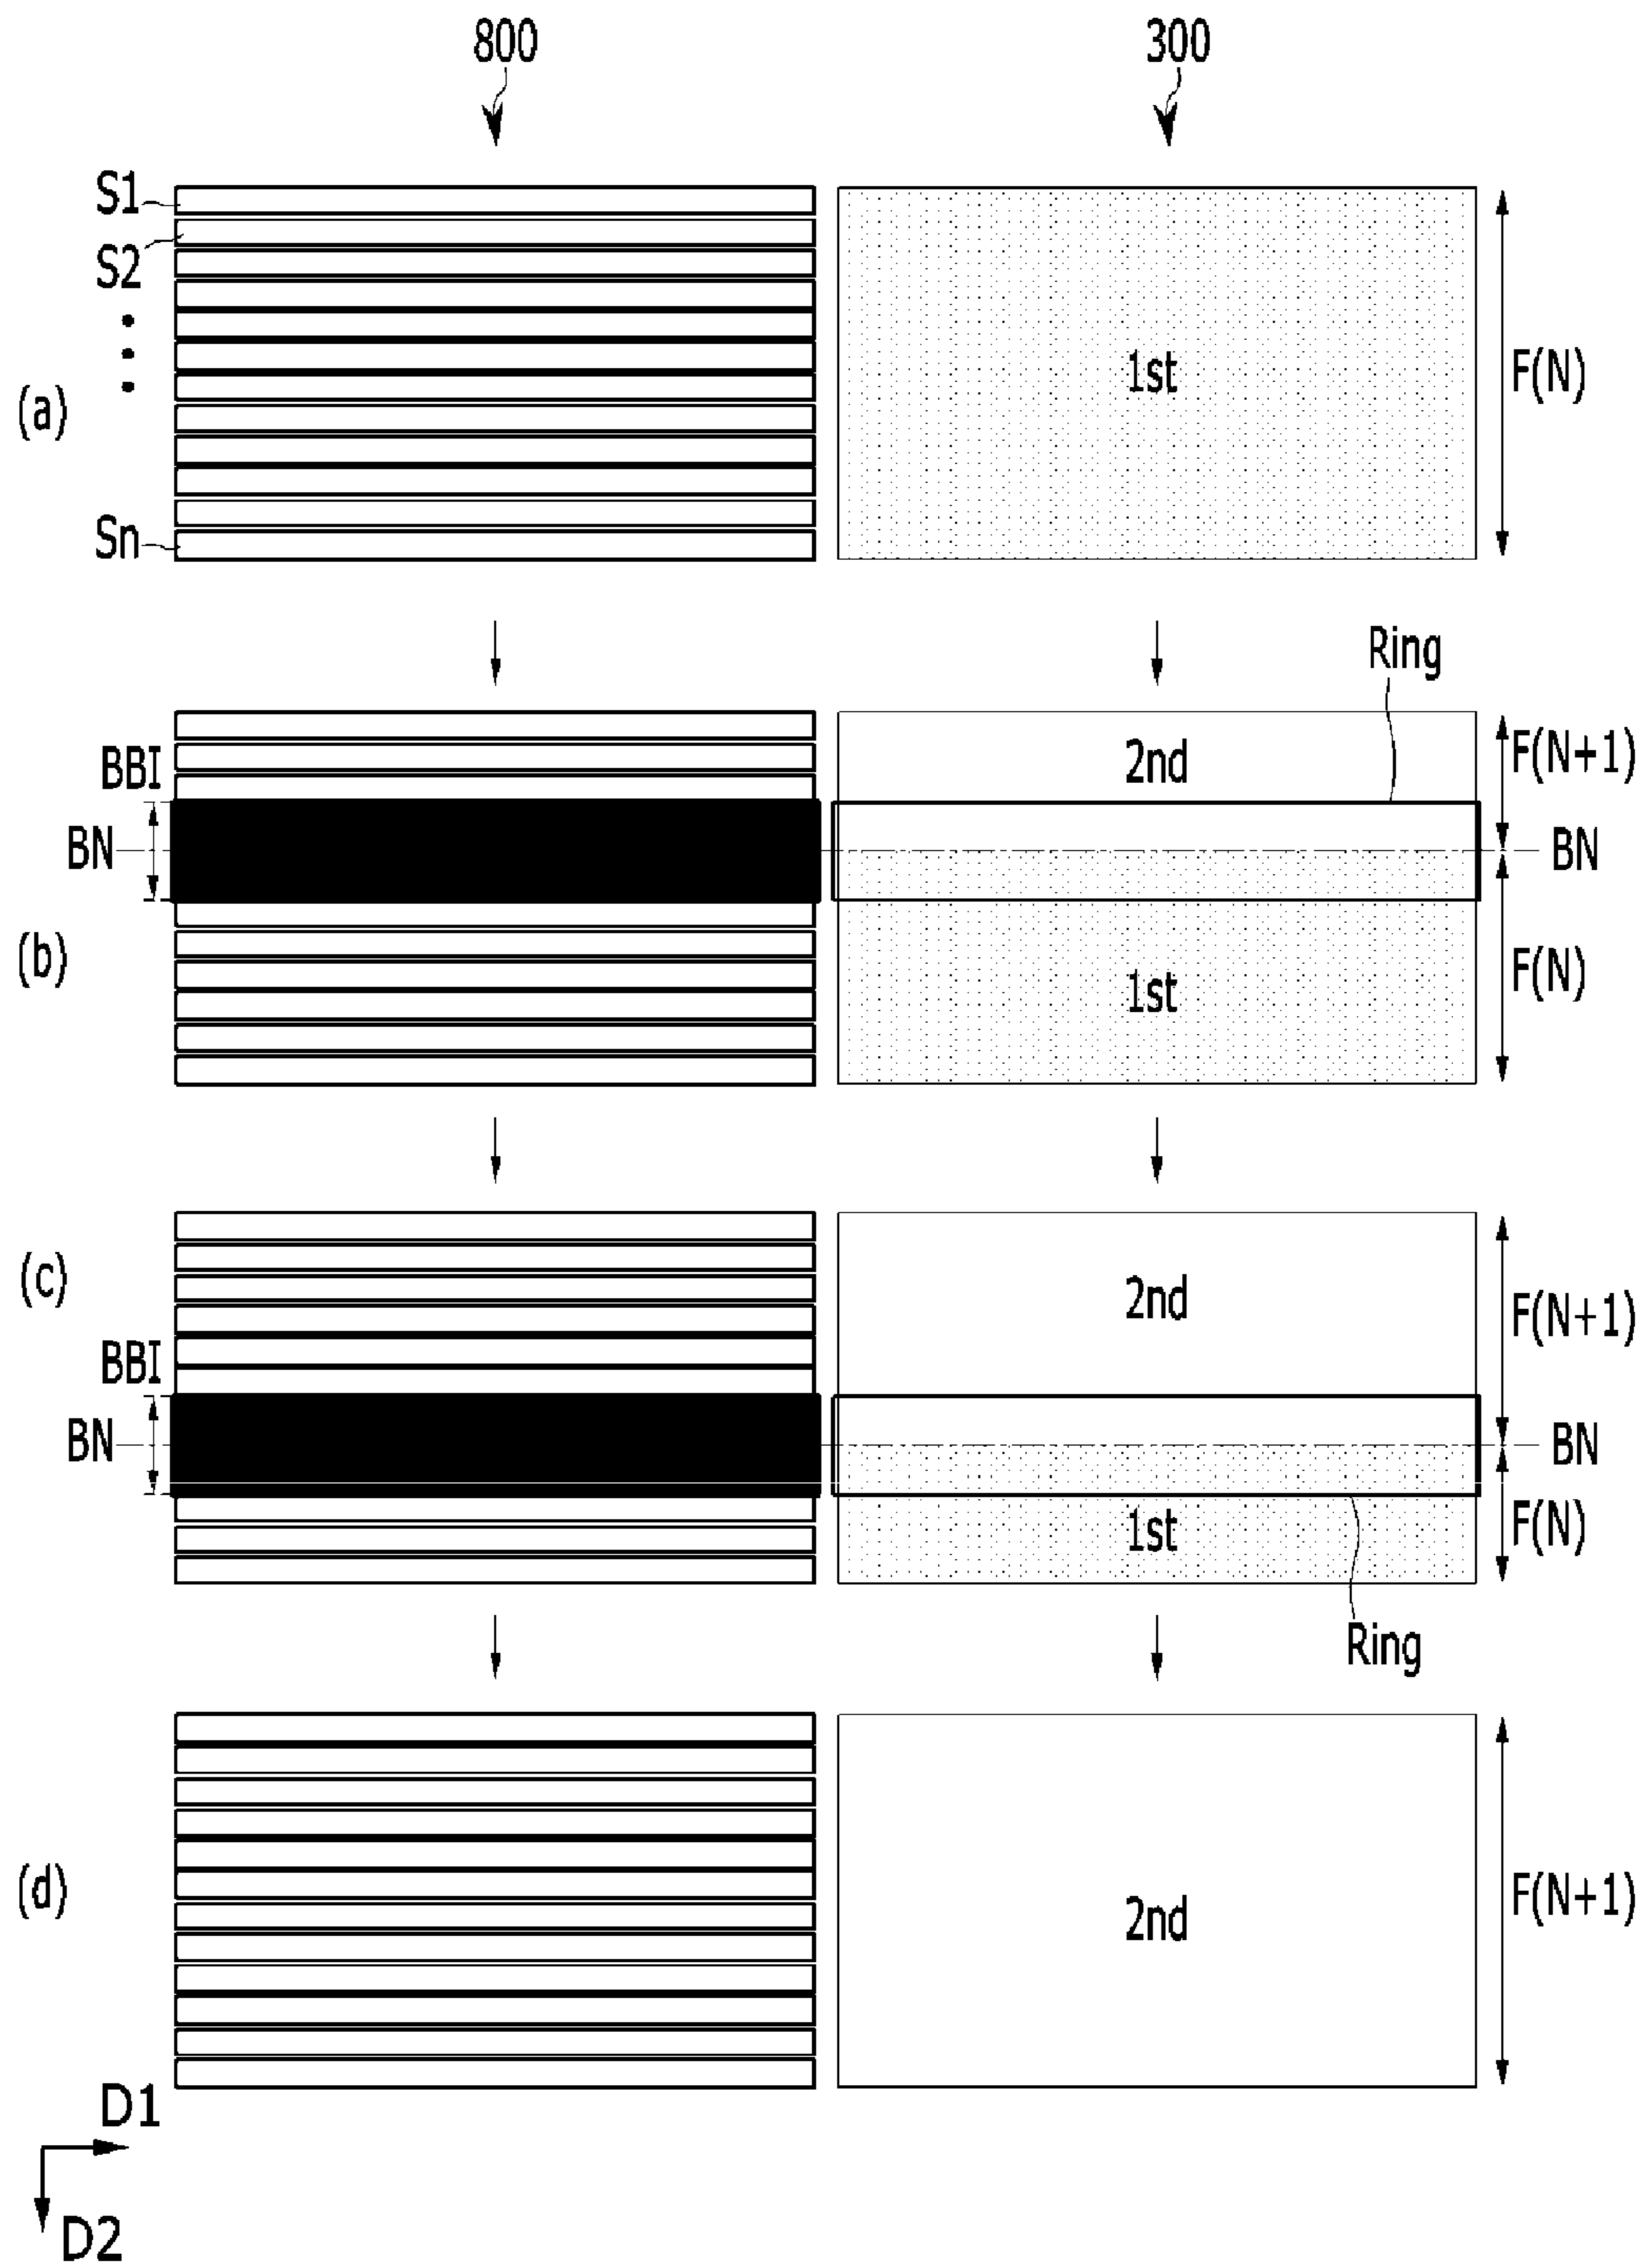 800
300
S1
S2
Sn
(a)
1st
F(N)
Ring
BBI
BN
(b)
2nd
1st
F(N+1)
BN
F(N)
(c)
BBI
BN
2nd
1st
F(N+1)
BN
F(N)
Ring
(d)
2nd
F(N+1)
D1
D2